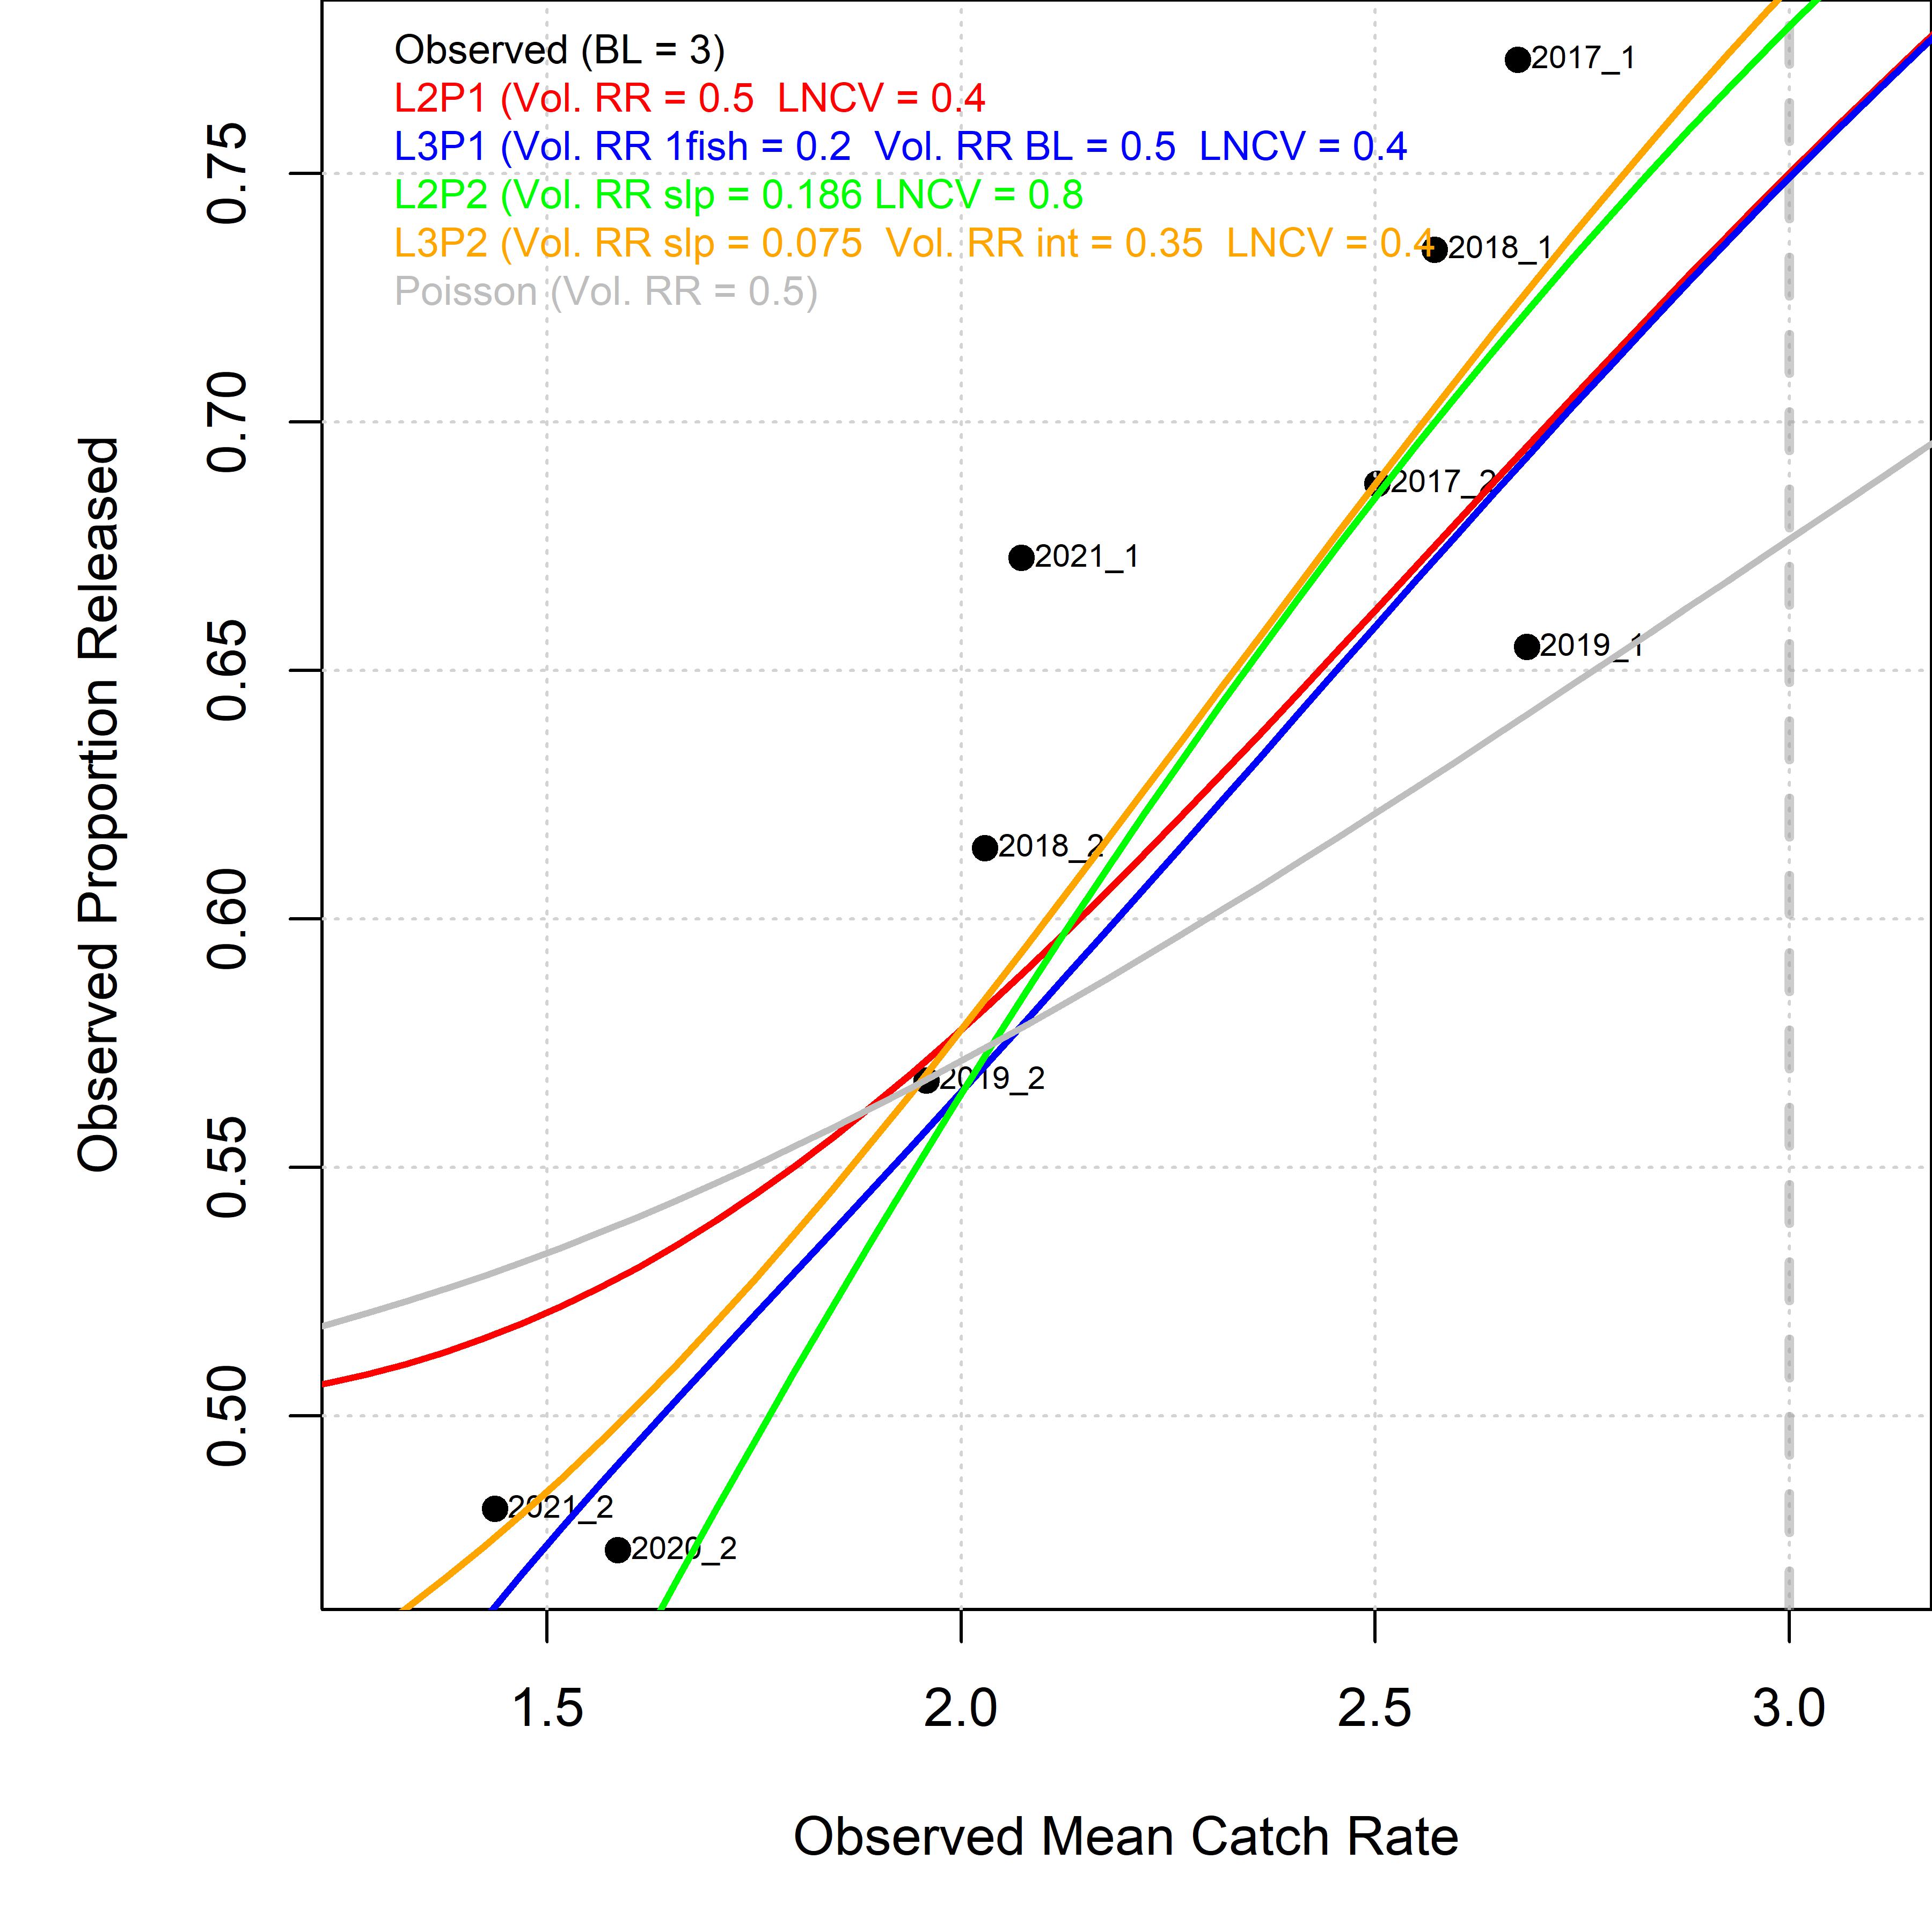 Observed (BL = 3)
L2P1 (Vol. RR = 0.5  LNCV = 0.4
L3P1 (Vol. RR 1fish = 0.2  Vol. RR BL = 0.5  LNCV = 0.4
L2P2 (Vol. RR slp = 0.186 LNCV = 0.8
L3P2 (Vol. RR slp = 0.075  Vol. RR int = 0.35  LNCV = 0.4
Poisson (Vol. RR = 0.5)
2017_1
2018_1
2017_2
2021_1
2019_1
2018_2
2019_2
2021_2
2020_2
Observed Proportion Released
0.75
0.70
0.65
0.60
0.55
0.50
1.5 2.0 2.5 3.0
Observed Mean Catch Rate